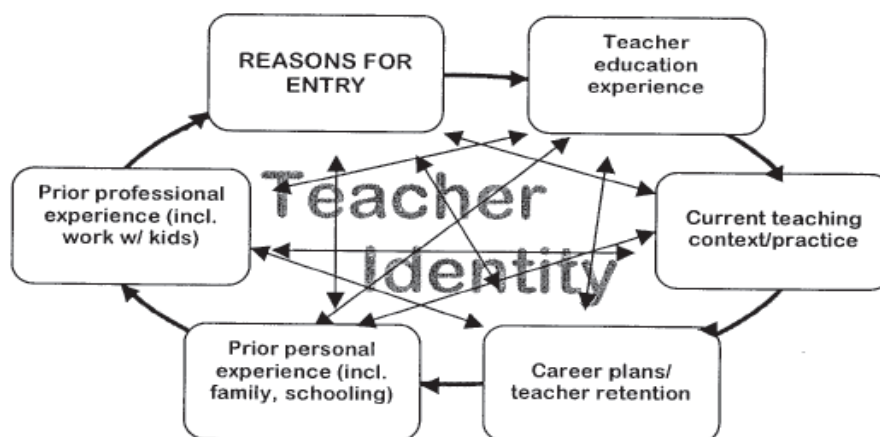 REASONS FOR
ENTRY
Teacher
education
experience
Prior professional
experience (incl.
work w/ kids)
Teacher
Identity
Current teaching
context/practice
Prior personal
experience (incl.
family, schooling)
Career plans/
teacher retention